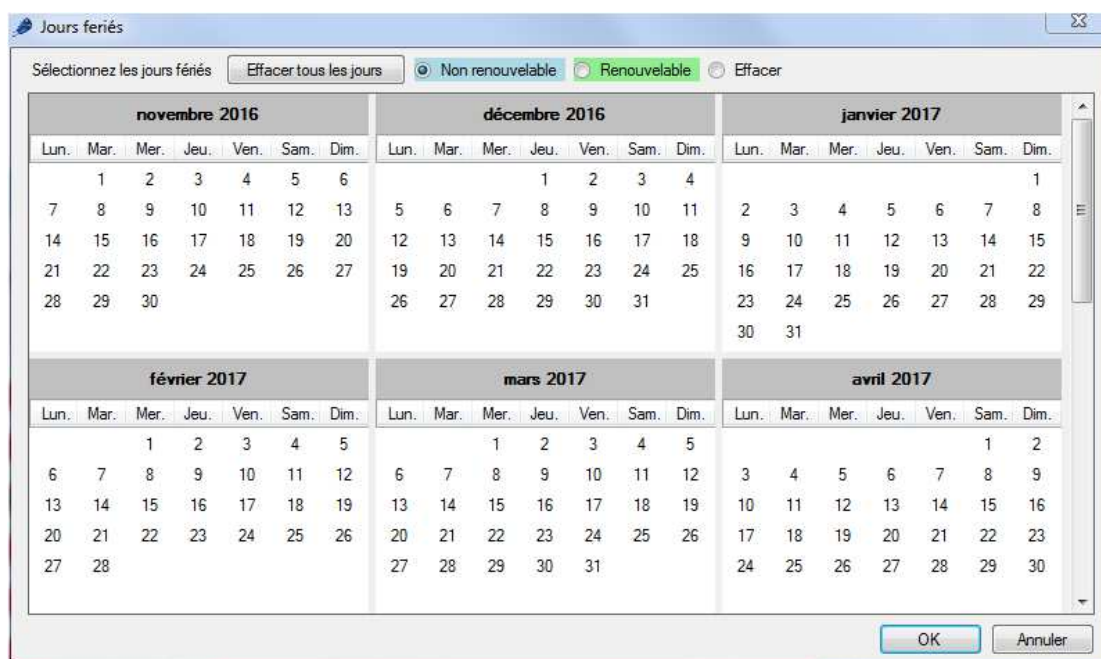 Jours feriés
Sélectionnez les jours fériés Effacer tous les jours Non renouvelable Renouvelable Effacer
novembre 2016 décembre 2016 janvier 2017
Lun. Mar. Mer. Jeu. Ven. Sam. Dim. Lun. Mar. Mer. Jeu. Ven. Sam. Dim. Lun. Mar. Mer. Jeu. Ven. Sam. Dim.
1 2 3 4 5 6 1 2 3 4 1
7 8 9 10 11 12 13 5 6 7 8 9 10 11 2 3 4 5 6 7 8
14 15 16 17 18 19 20 12 13 14 15 16 17 18 9 10 11 12 13 14 15
21 22 23 24 25 26 27 19 20 21 22 23 24 25 16 17 18 19 20 21 22
28 29 30 26 27 28 29 30 31 23 24 25 26 27 28 29
30 31
février 2017 mars 2017 avril 2017
Lun. Mar. Mer. Jeu. Ven. Sam. Dim. Lun. Mar. Mer. Jeu. Ven. Sam. Dim. Lun. Mar. Mer. Jeu. Ven. Sam. Dim.
1 2 3 4 5 1 2 3 4 5 1 2
6 7 8 9 10 11 12 6 7 8 9 10 11 12 3 4 5 6 7 8 9
13 14 15 16 17 18 19 13 14 15 16 17 18 19 10 11 12 13 14 15 16
20 21 22 23 24 25 26 20 21 22 23 24 25 26 17 18 19 20 21 22 23
27 28 27 28 29 30 31 24 25 26 27 28 29 30
OK Annuler